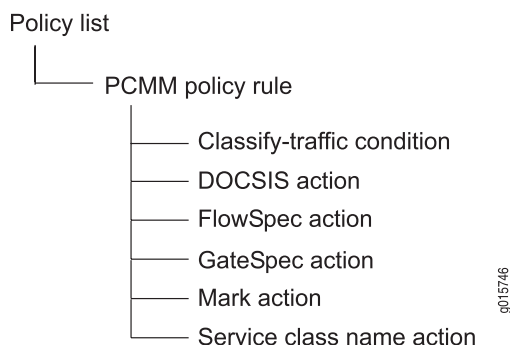 Policy list
PCMM policy rule
Classify-traffic condition
DOCSIS action
FlowSpec action
GateSpec action
Mark action
Service class name action
g015746